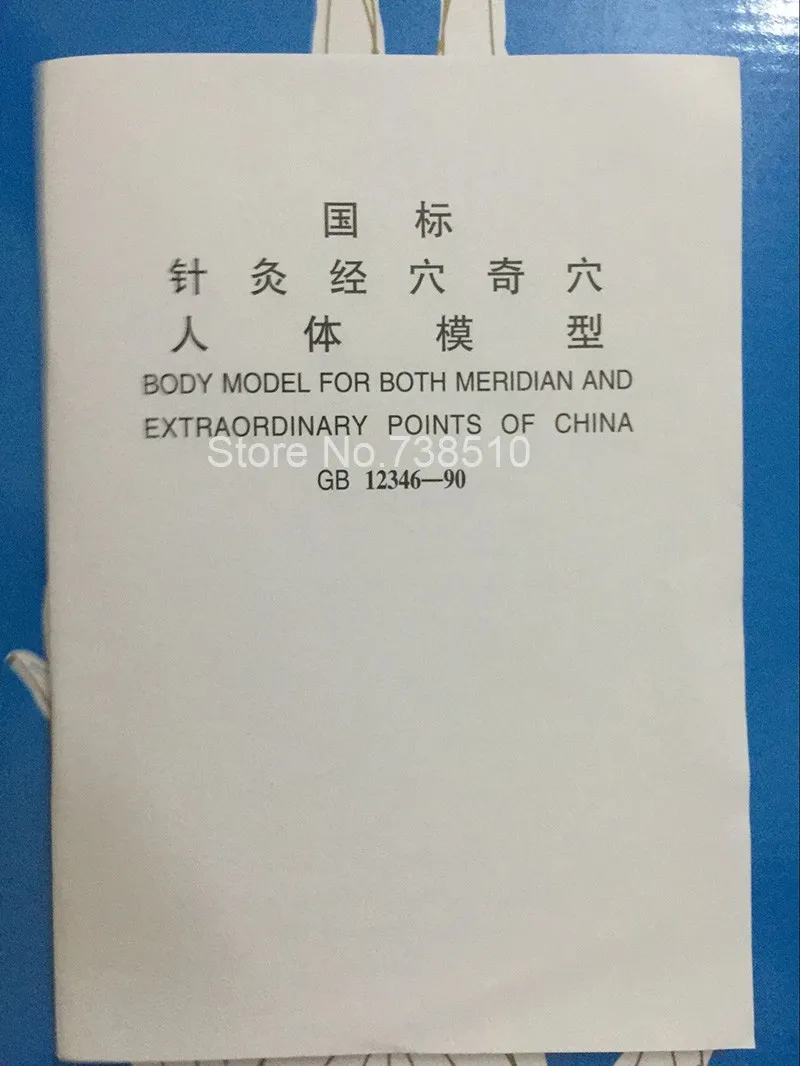 国标
针灸经穴奇穴
人体模型
BODY MODEL FOR BOTH MERIDIAN AND
EXTRAORDINARY POINTS OF CHINA
Store No.738510
GB 12346—90